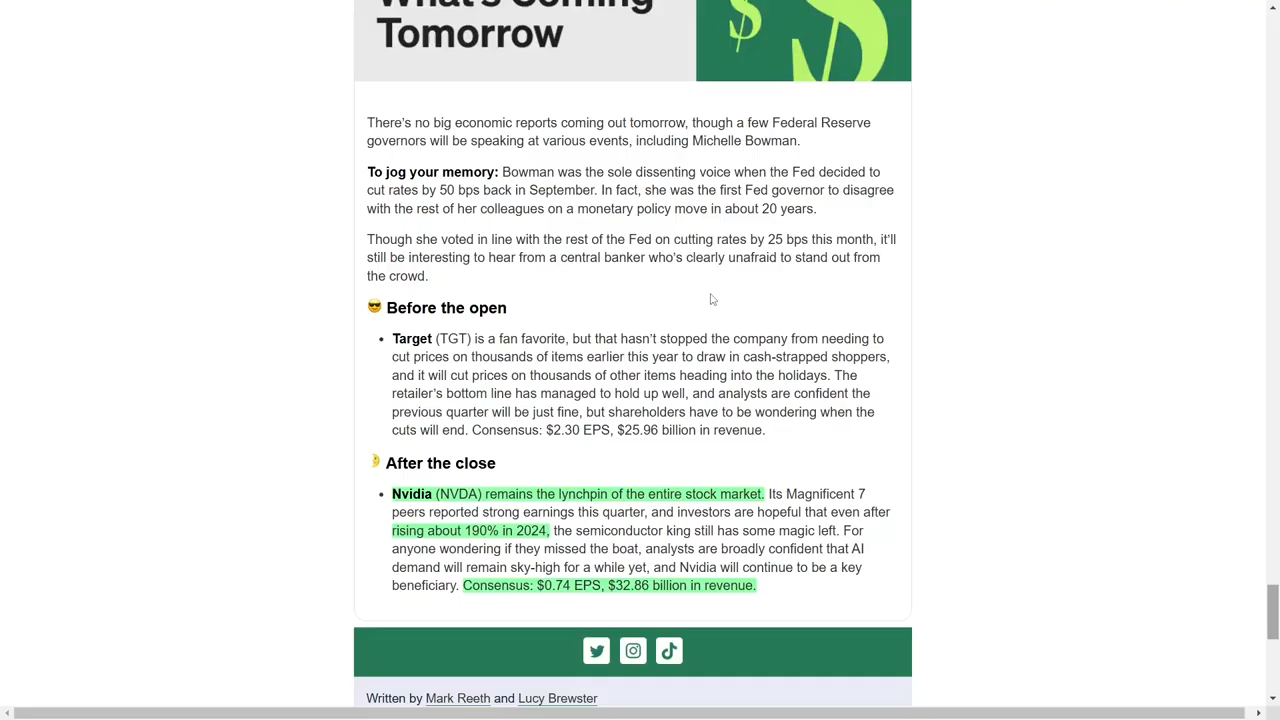 What's Coming
Tomorrow
There's no big economic reports coming out tomorrow, though a few Federal Reserve
governors will be speaking at various events, including Michelle Bowman.
To jog your memory: Bowman was the sole dissenting voice when the Fed decided to
cut rates by 50 bps back in September. In fact, she was the first Fed governor to disagree
with the rest of her colleagues on a monetary policy move in about 20 years.
Though she voted in line with the rest of the Fed on cutting rates by 25 bps this month, it'll
still be interesting to hear from a central banker who's clearly unafraid to stand out from
the crowd.
😎 Before the open
• Target (TGT) is a fan favorite, but that hasn't stopped the company from needing to
cut prices on thousands of items earlier this year to draw in cash-strapped shoppers,
and it will cut prices on thousands of other items heading into the holidays. The
retailer's bottom line has managed to hold up well, and analysts are confident the
previous quarter will be just fine, but shareholders have to be wondering when the
cuts will end. Consensus: $2.30 EPS, $25.96 billion in revenue.
🌛 After the close
• Nvidia (NVDA) remains the lynchpin of the entire stock market. Its Magnificent 7
peers reported strong earnings this quarter, and investors are hopeful that even after
rising about 190% in 2024, the semiconductor king still has some magic left. For
anyone wondering if they missed the boat, analysts are broadly confident that AI
demand will remain sky-high for a while yet, and Nvidia will continue to be a key
beneficiary. Consensus: $0.74 EPS, $32.86 billion in revenue.
Written by Mark Reeth and Lucy Brewster